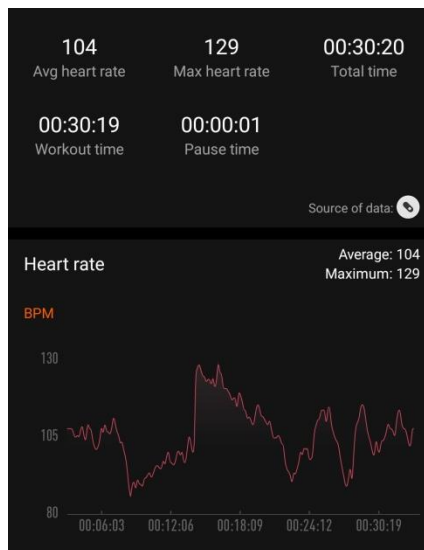 104 129 00:30:20
Avg heart rate Max heart rate Total time
00:30:19 00:00:01
Workout time Pause time
Source of data:
Heart rate
Average: 104
Maximum: 129
BPM
130
105
80
00:06:03 00:12:06 00:18:09 00:24:12 00:30:19